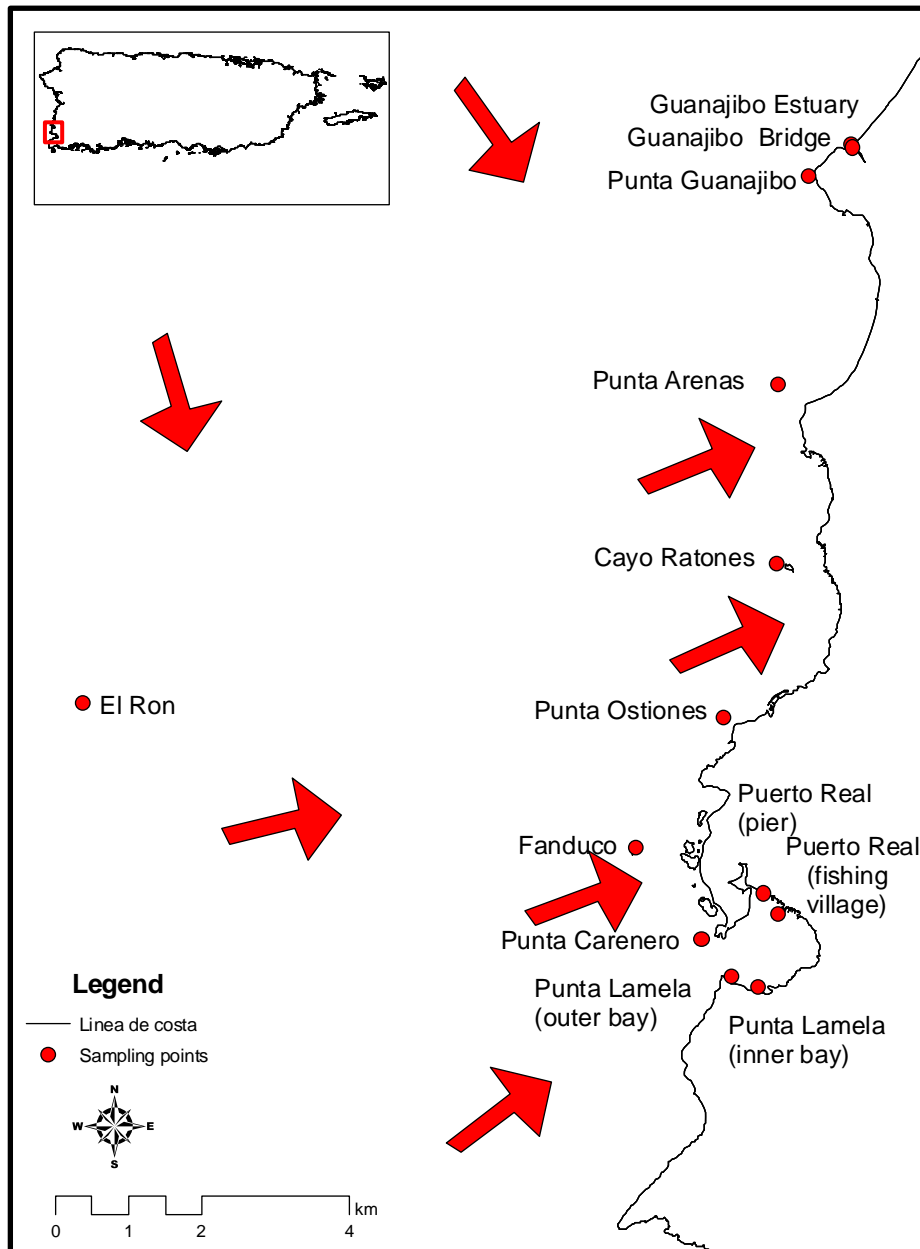 Guanajibo Estuary
Guanajibo Bridge
Punta Guanajibo
Punta Arenas
Cayo Ratones
El Ron
Punta Ostiones
Puerto Real
(pier)
Puerto Real
(fishing
village)
Fanduco
Punta Carenero
Punta Lamela
(outer bay)
Punta Lamela
(inner bay)
Legend
Linea de costa
Sampling points
N
W
E
S
km
0
1
2
4